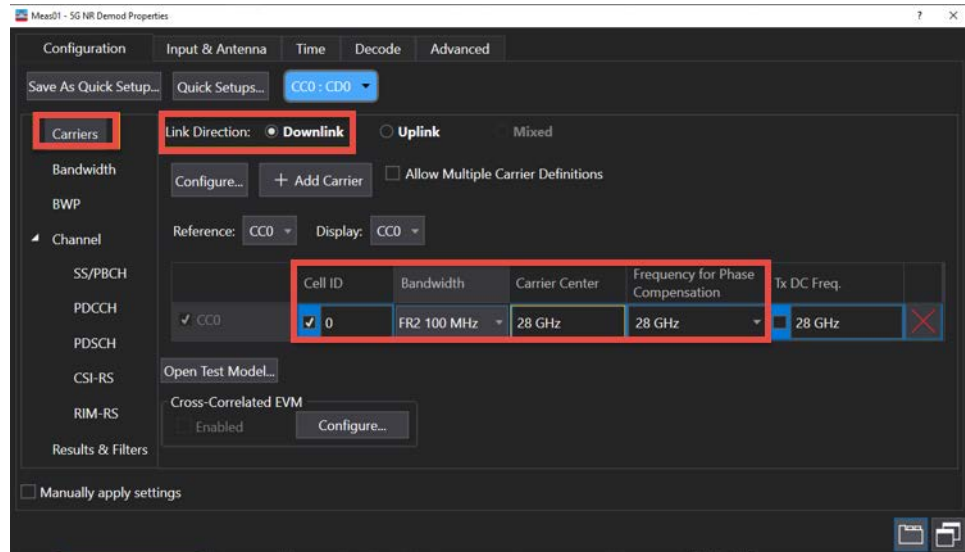 Meas01 - 5G NR Demod Properties ? ×
Configuration Input & Antenna Time Decode Advanced
Save As Quick Setup... Quick Setups... CC0 : CD0
Carriers Link Direction: Downlink Uplink Mixed
Bandwidth Configure... + Add Carrier Allow Multiple Carrier Definitions
BWP
Channel Reference: CC0 Display: CC0
SS/PBCH Cell ID Bandwidth Carrier Center Frequency for Phase Compensation Tx DC Freq.
PDCCH CC0 0 FR2 100 MHz 28 GHz 28 GHz 28 GHz
PDSCH
CSI-RS Open Test Model...
RIM-RS Cross-Correlated EVM
Enabled Configure...
Results & Filters
Manually apply settings